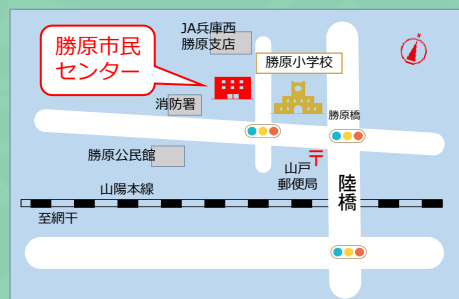 JA兵庫西
勝原支店
勝原市民
センター
勝原小学校
消防署
勝原橋
勝原公民館
〒
山戸
郵便局
陸橋
山陽本線
至網干